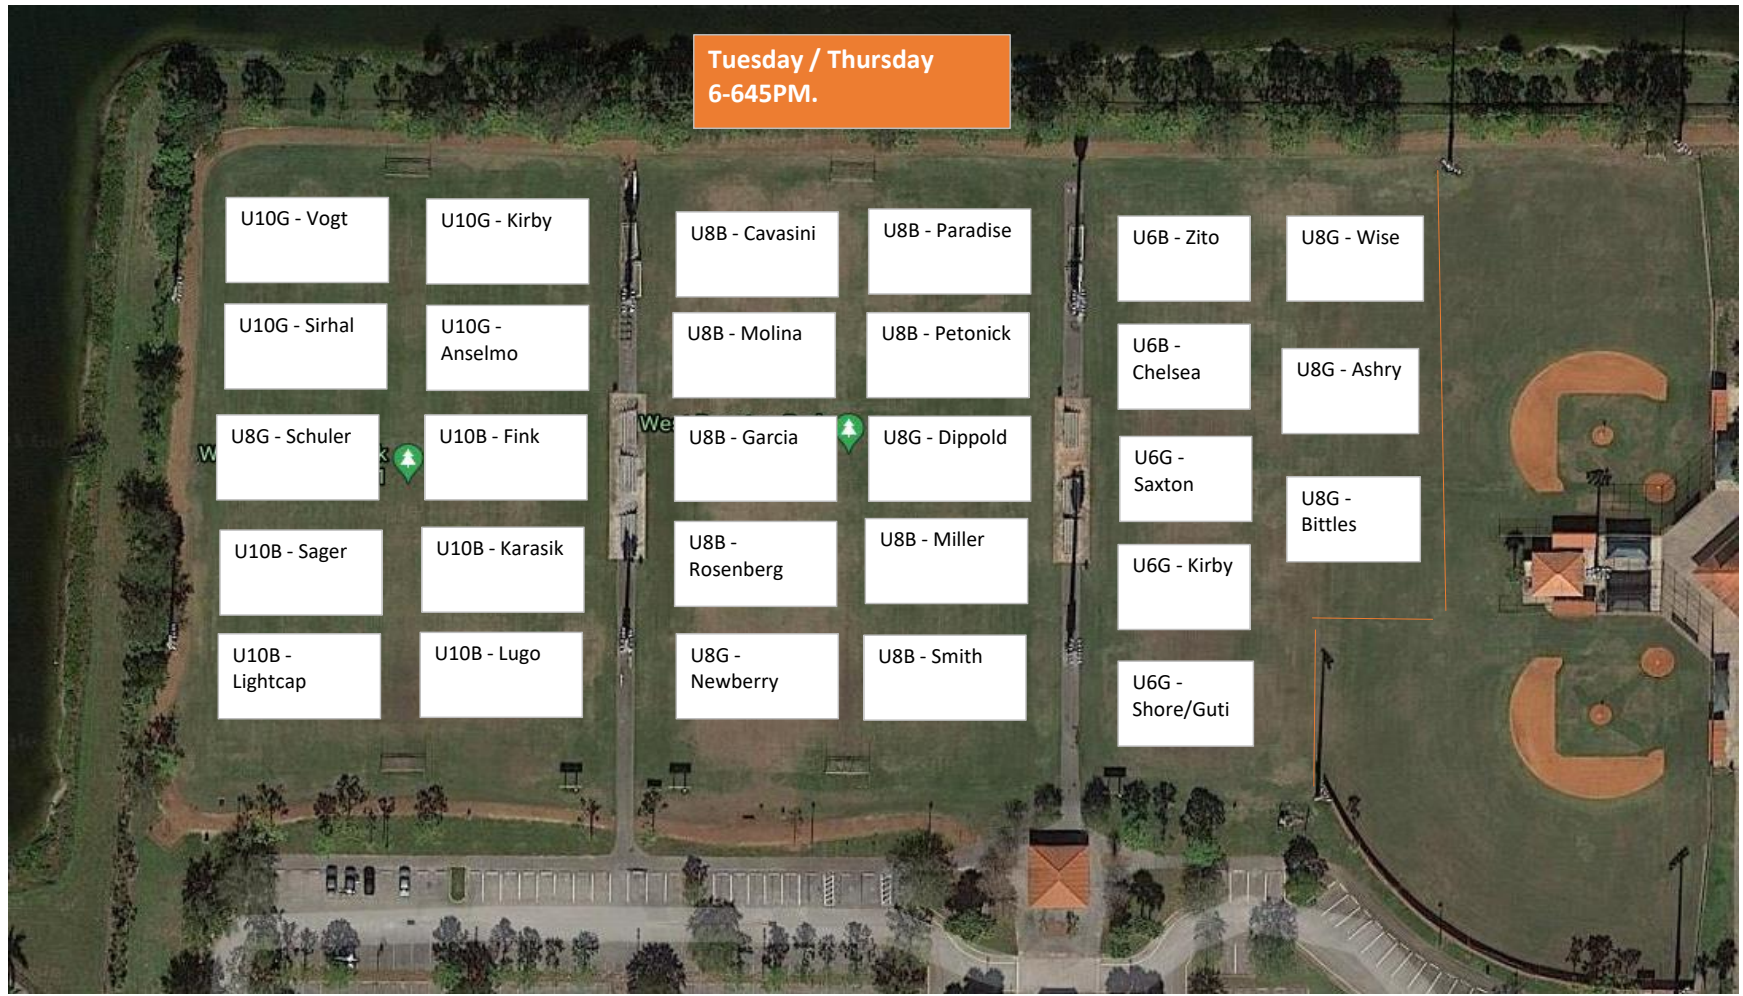 Tuesday / Thursday
6-645PM.
U10G - Vogt
U10G - Kirby
U10G - Sirhal
U10G -
Anselmo
U8G - Schuler
U10B - Fink
U10B - Sager
U10B - Karasik
U10B -
Lightcap
U10B - Lugo
U8B - Cavasini
U8B - Paradise
U8B - Molina
U8B - Petonick
U8B - Garcia
U8G - Dippold
U8B -
Rosenberg
U8B - Miller
U8G -
Newberry
U8B - Smith
U6B - Zito
U8G - Wise
U6B -
Chelsea
U8G - Ashry
U6G -
Saxton
U8G -
Bittles
U6G - Kirby
U6G -
Shore/Guti